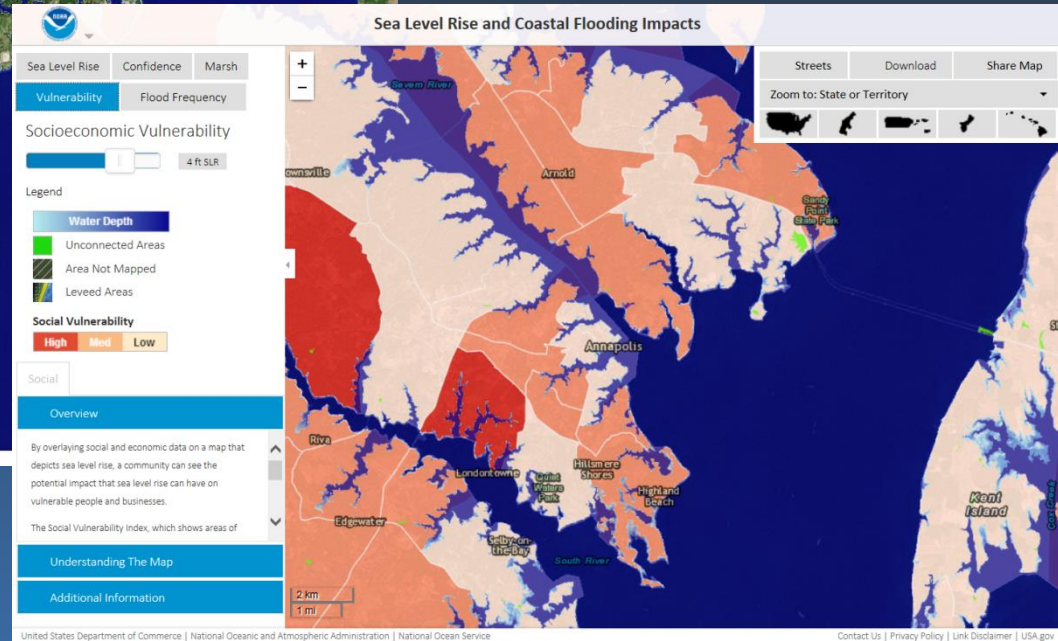 NOAA
Sea Level Rise and Coastal Flooding Impacts
Sea Level Rise
Confidence
Marsh
Vulnerability
Flood Frequency
Socioeconomic Vulnerability
4 ft SLR
Legend
Water Depth
Unconnected Areas
Area Not Mapped
Leveed Areas
Social Vulnerability
High Med Low
Social
Overview
By overlaying social and economic data on a map that
depicts sea level rise, a community can see the
potential impact that sea level rise can have on
vulnerable people and businesses.
The Social Vulnerability Index, which shows areas of
Understanding The Map
Additional Information
+
−
Streets
Download
Share Map
Zoom to: State or Territory
Severn River
ownsville
Arnold
Sandy
Point
State Park
Annapolis
Riva
Londontowne
Quiet
Waters
Park
Hillsmere
Shores
Highland
Beach
Edgewater
Selby-on-
the-Bay
South River
Kent
Island
2 km
1 mi
United States Department of Commerce | National Oceanic and Atmospheric Administration | National Ocean Service
Contact Us | Privacy Policy | Link Disclaimer | USA.gov